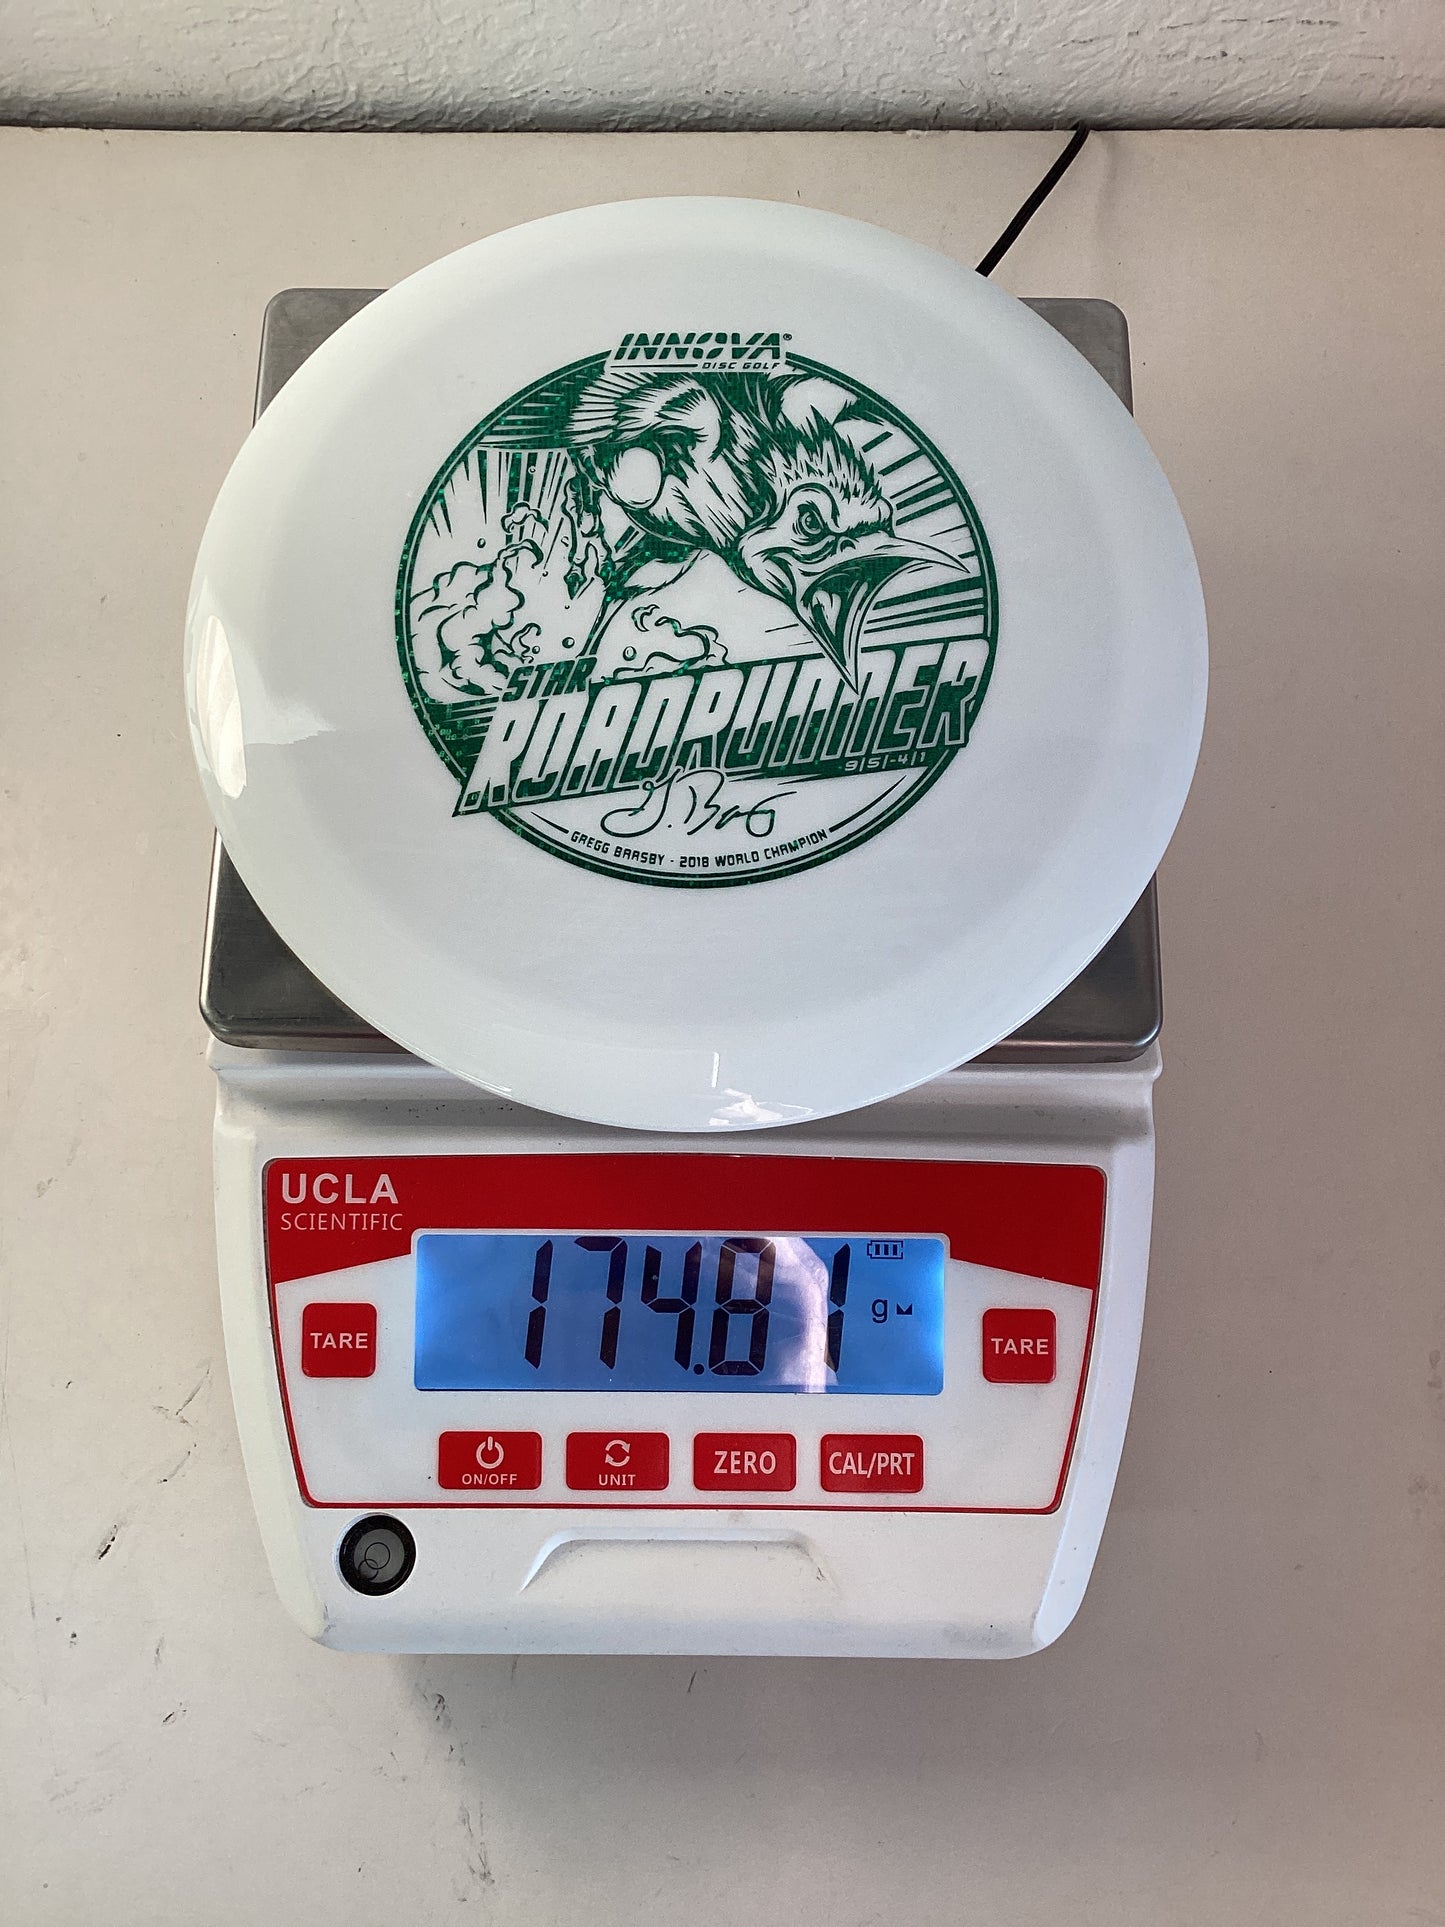 INNOVA®
DISC GOLF
STAR
ROADRUNNER
9|5|-4|1
G. Bar6
GREGG BARSBY - 2018 WORLD CHAMPION
UCLA
SCIENTIFIC
174.81 g
TARE
TARE
ON/OFF
UNIT
ZERO
CAL/PRT